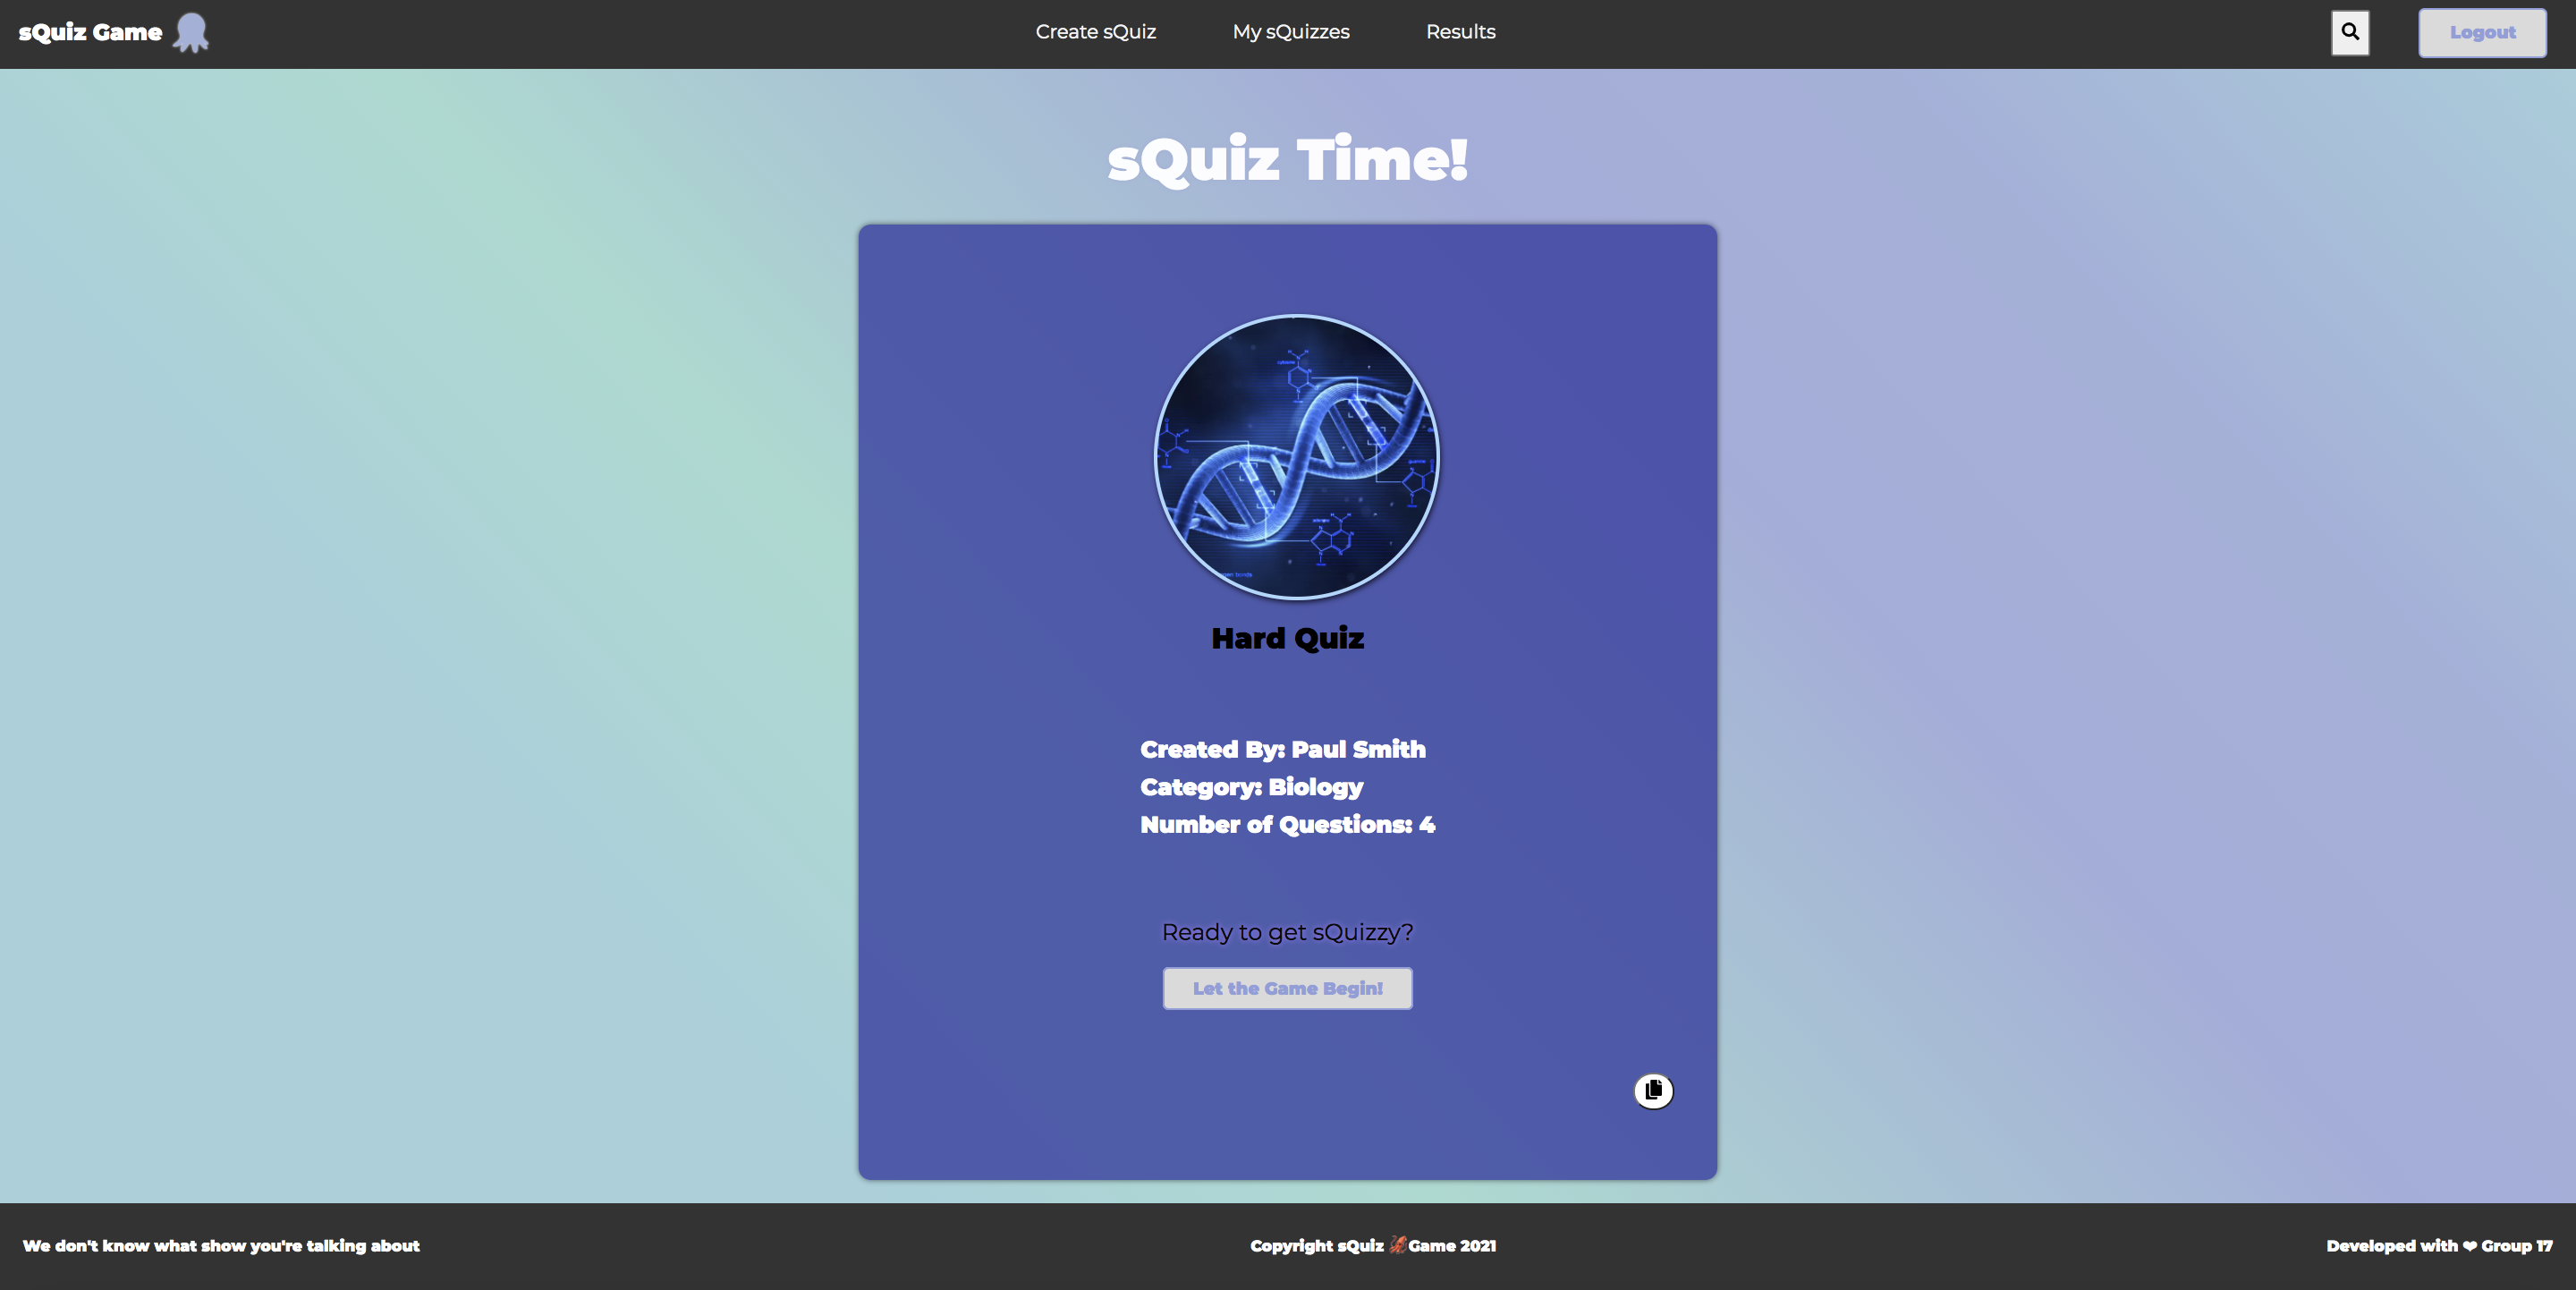 sQuiz Game
Create sQuiz
My sQuizzes
Results
Logout
sQuiz Time!
Hard Quiz
Created By: Paul Smith
Category: Biology
Number of Questions: 4
Ready to get sQuizzy?
Let the Game Begin!
We don't know what show you're talking about
Copyright sQuiz 🦑Game 2021
Developed with ❤ Group 17